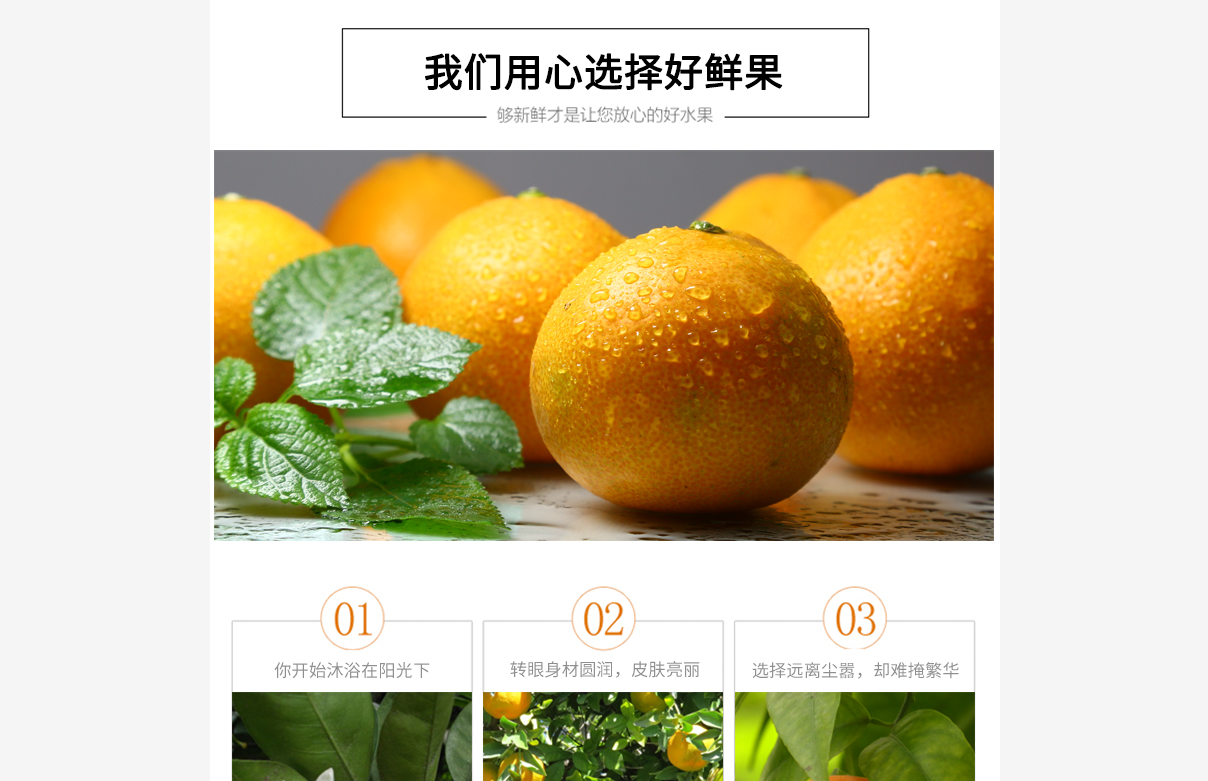 我们用心选择好鲜果
够新鲜才是让您放心的好水果
01
02
03
你开始沐浴在阳光下
转眼身材圆润，皮肤亮丽
选择远离尘嚣，却难掩繁华